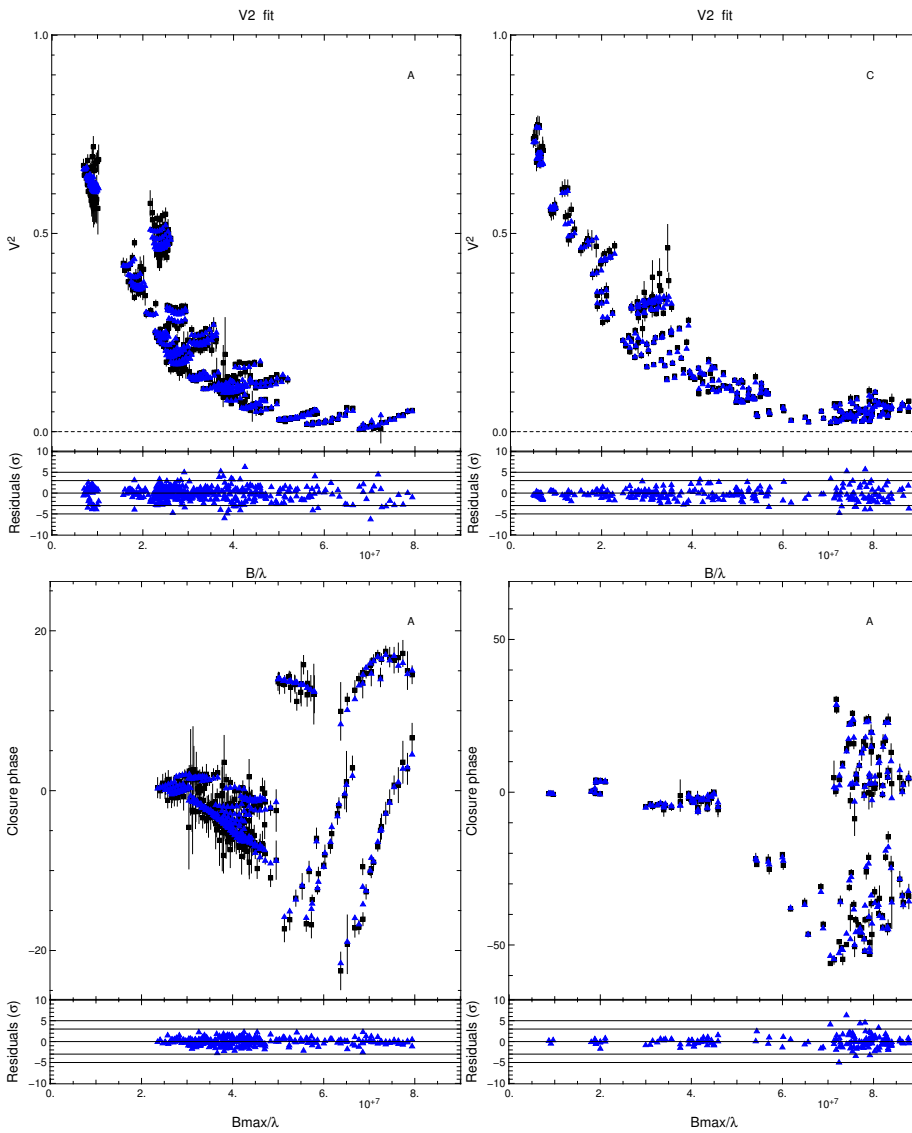 V2 fit V2 fit
1.0 1.0
A C
V² 0.5 V² 0.5
0.0 0.0
Residuals (σ) 10 5 0 −5 −10 Residuals (σ) 10 5 0 −5 −10
2. 4. 6. 8. 0. 2. 4. 6. 8.
10+7 10+7
B/λ B/λ
A A
20 50
Closure phase 0 Closure phase 0
−20 −50
Residuals (σ) 10 5 0 −5 −10 Residuals (σ) 10 5 0 −5 −10
2. 4. 6. 8. 0. 2. 4. 6. 8.
10+7 10+7
Bmax/λ Bmax/λ